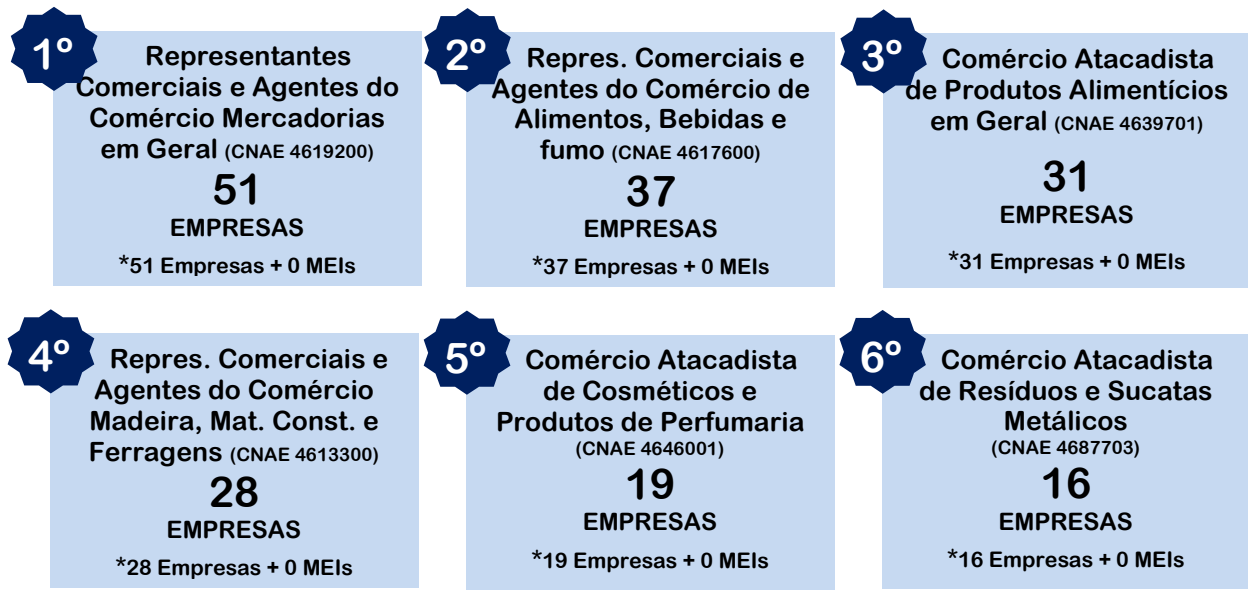 1º
Representantes
Comerciais e Agentes do
Comércio Mercadorias
em Geral (CNAE 4619200)
51
EMPRESAS
*51 Empresas + 0 MEIs
2º
Repres. Comerciais e
Agentes do Comércio de
Alimentos, Bebidas e
fumo (CNAE 4617600)
37
EMPRESAS
*37 Empresas + 0 MEIs
3º
Comércio Atacadista
de Produtos Alimentícios
em Geral (CNAE 4639701)
31
EMPRESAS
*31 Empresas + 0 MEIs
4º
Repres. Comerciais e
Agentes do Comércio
Madeira, Mat. Const. e
Ferragens (CNAE 4613300)
28
EMPRESAS
*28 Empresas + 0 MEIs
5º
Comércio Atacadista
de Cosméticos e
Produtos de Perfumaria
(CNAE 4646001)
19
EMPRESAS
*19 Empresas + 0 MEIs
6º
Comércio Atacadista
de Resíduos e Sucatas
Metálicos
(CNAE 4687703)
16
EMPRESAS
*16 Empresas + 0 MEIs